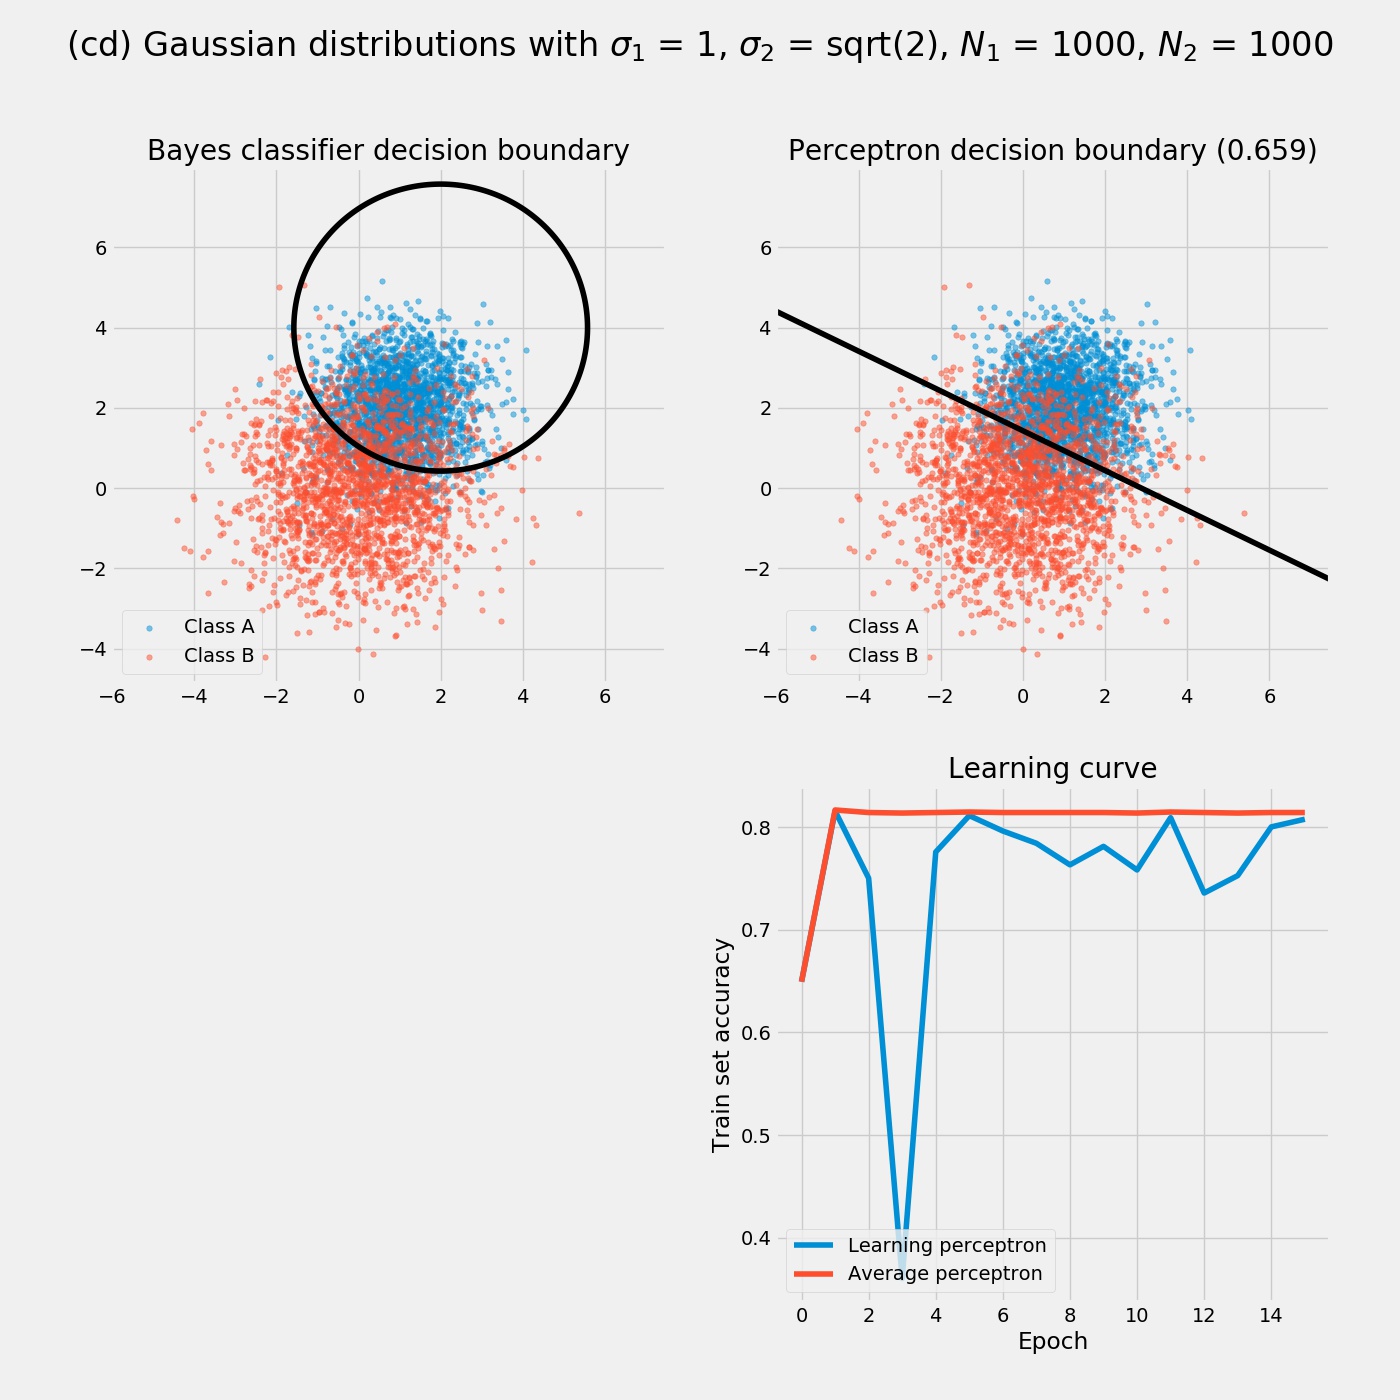 (cd) Gaussian distributions with σ₁ = 1, σ₂ = sqrt(2), N₁ = 1000, N₂ = 1000
Bayes classifier decision boundary
6
4
2
0
−2
−4
−6 −4 −2 0 2 4 6
Class A
Class B
Perceptron decision boundary (0.659)
6
4
2
0
−2
−4
−6 −4 −2 0 2 4 6
Class A
Class B
Learning curve
Train set accuracy
0.8
0.7
0.6
0.5
0.4
Learning perceptron
Average perceptron
0 2 4 6 8 10 12 14
Epoch